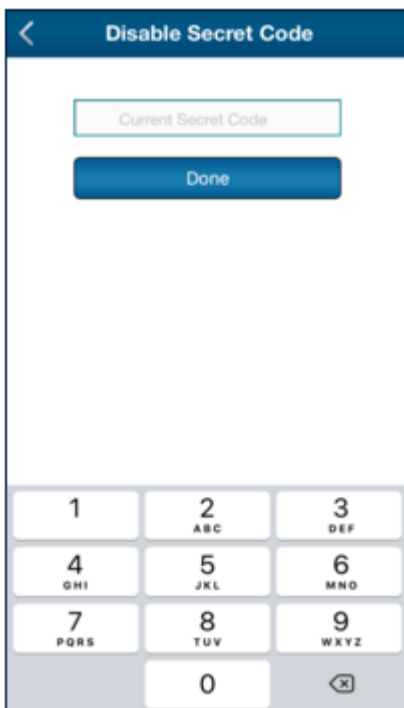 Disable Secret Code
Current Secret Code
Done
1 2 3
ABC DEF
4 5 6
GHI JKL MNO
7 8 9
PQRS TUV WXYZ
0